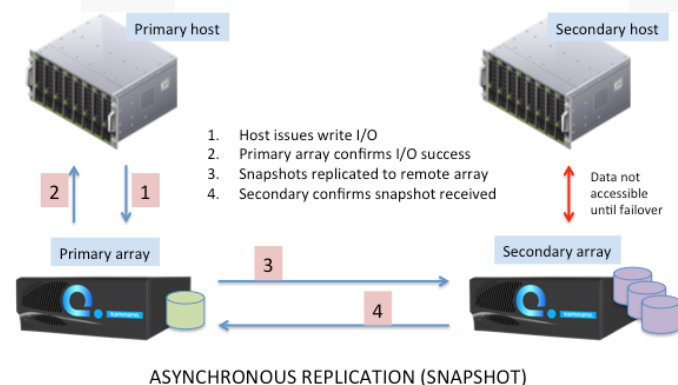 Primary host
Secondary host
1. Host issues write I/O
2. Primary array confirms I/O success
3. Snapshots replicated to remote array
4. Secondary confirms snapshot received
2
1
Data not
accessible
until failover
Primary array
Secondary array
3
4
ASYNCHRONOUS REPLICATION (SNAPSHOT)